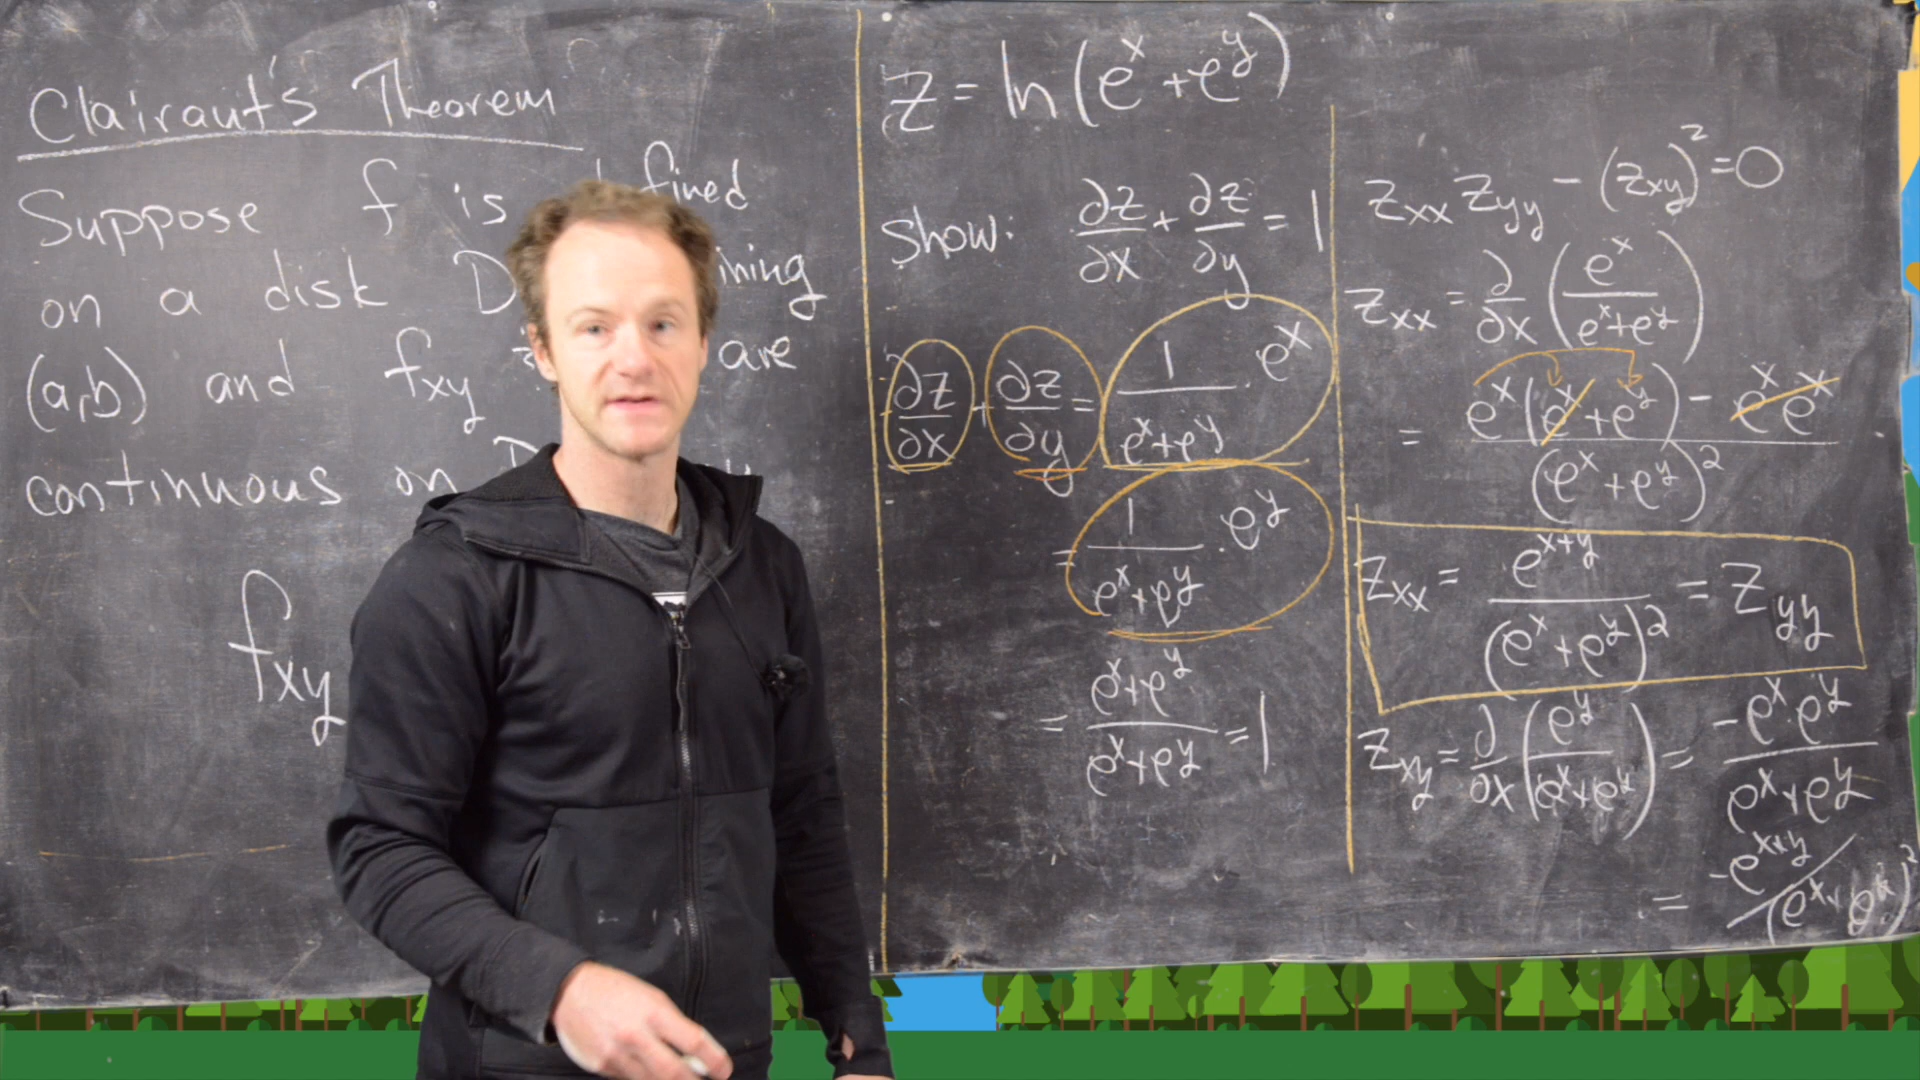 Clairaut's Theorem
Suppose f is fined
on a disk D ining
(a,b) and fxy are
continuous on
fxy
z = ln(e^x + e^y)
Show: ∂z/∂x + ∂z/∂y = 1
∂z/∂x + ∂z/∂y = 1/(e^x+e^y) · e^x
= 1/(e^x+e^y) · e^y
= (e^x+e^y)/(e^x+e^y) = 1
z_xx z_yy - (z_xy)^2 = 0
z_xx = ∂/∂x (e^x/(e^x+e^y))
= (e^x(e^x+e^y) - e^x e^x)/(e^x+e^y)^2
z_xx = e^(x+y)/(e^x+e^y)^2 = z_yy
z_xy = ∂/∂x (e^y/(e^x+e^y)) = -e^x·e^y/(e^x+e^y)
= -e^(x+y)/(e^x+e^y)^2